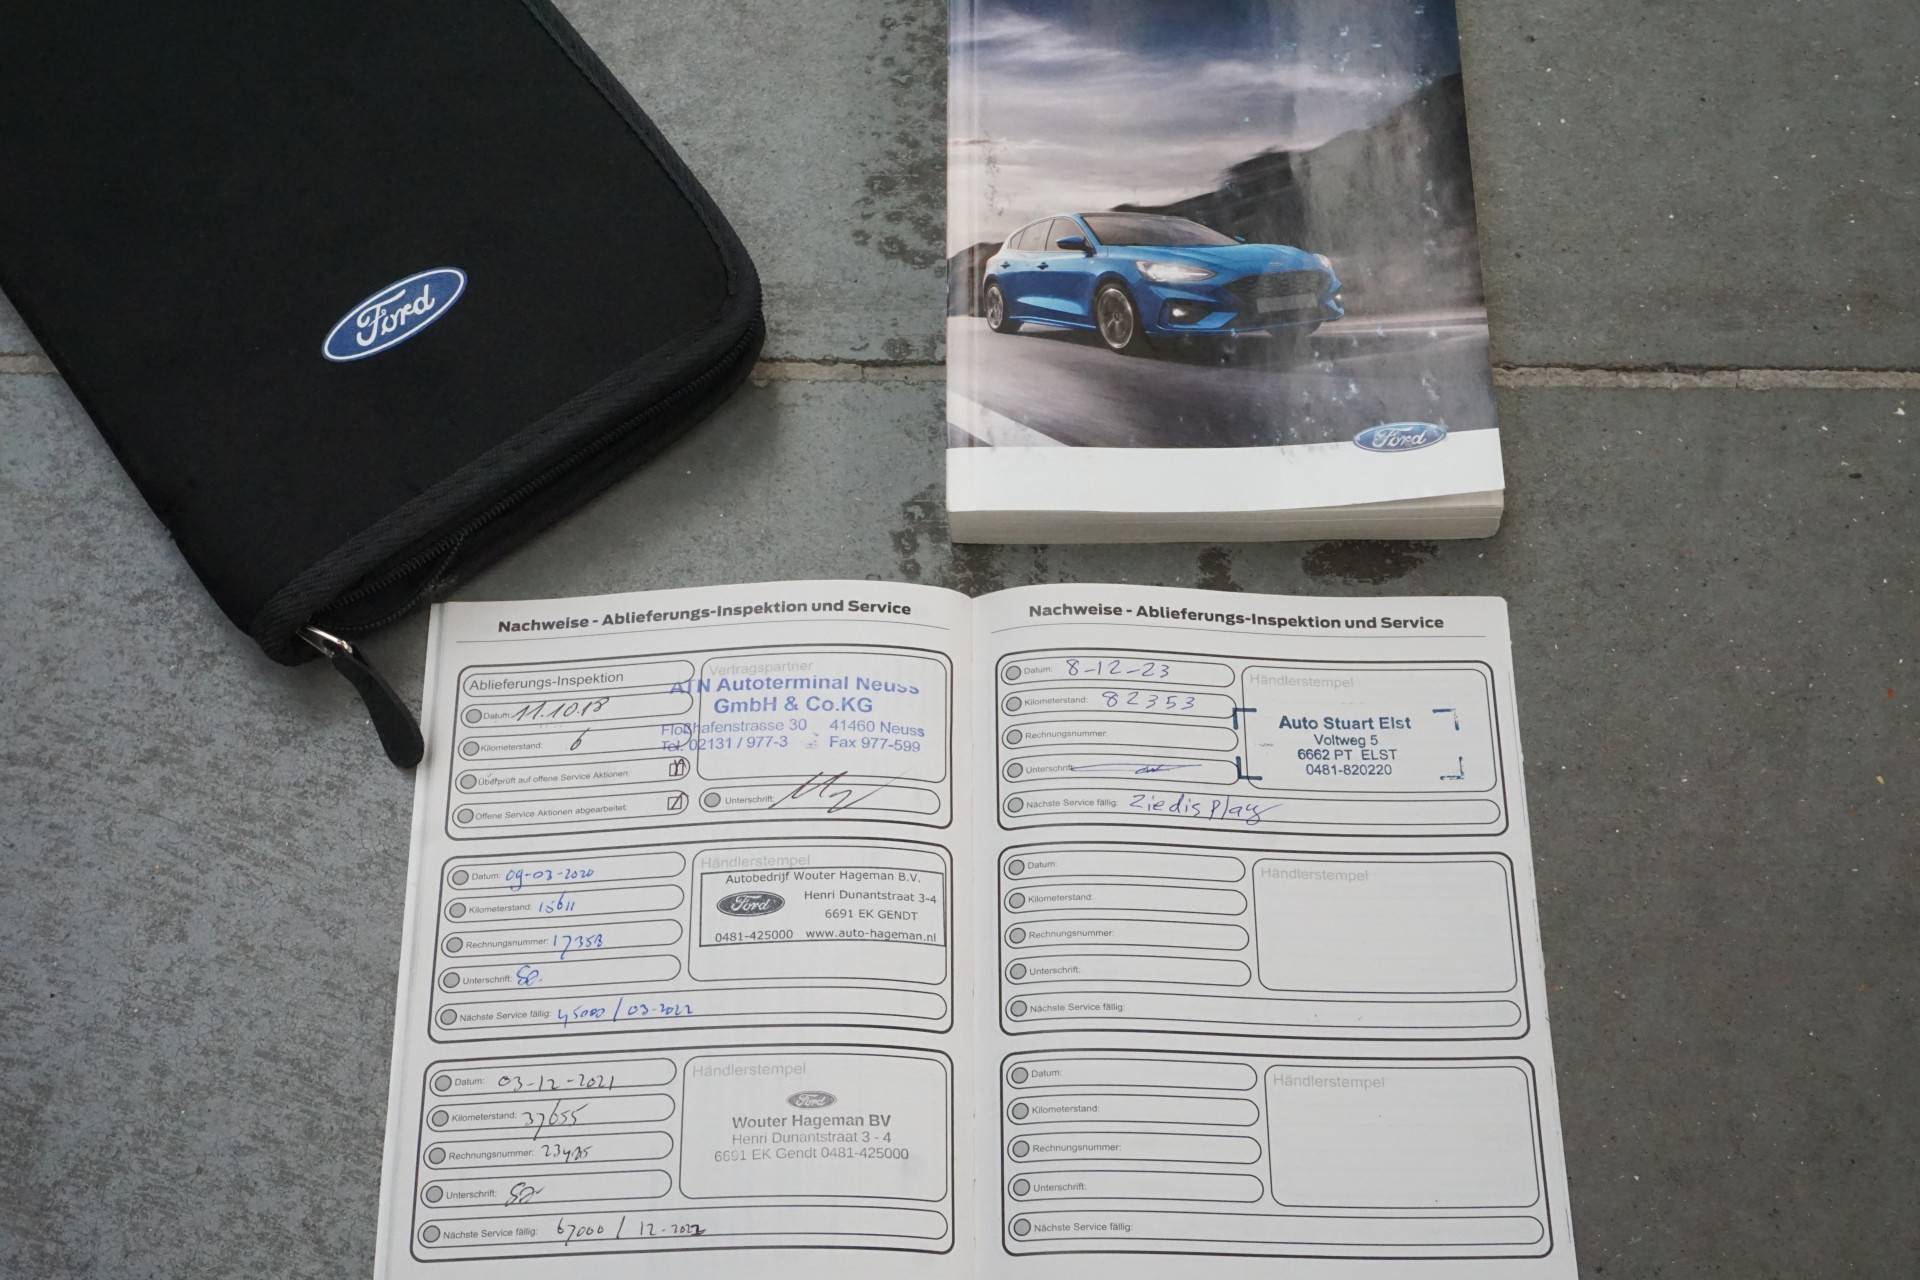 Ford
Ford
Nachweise - Ablieferungs-Inspektion und Service
Ablieferungs-Inspektion
Datum: 11.10.18
Kilometerstand: 6
Überprüft auf offene Service Aktionen:
Offene Service Aktionen abgearbeitet:
Vertragspartner
ATN Autoterminal Neuss
GmbH & Co.KG
Floßhafenstrasse 30 41460 Neuss
Tel. 02131 / 977-3 Fax 977-599
Unterschrift:
Datum: 09-03-2020
Kilometerstand: 15611
Rechnungsnummer: 17353
Unterschrift:
Nächste Service fällig: 45000 / 03-2022
Händlerstempel
Autobedrijf Wouter Hageman B.V.
Ford
Henri Dunantstraat 3-4
6691 EK GENDT
0481-425000 www.auto-hageman.nl
Datum: 03-12-2021
Kilometerstand: 37655
Rechnungsnummer:
Unterschrift:
Nächste Service fällig: 67000 / 12-2022
Händlerstempel
Ford
Wouter Hageman BV
Henri Dunantstraat 3 - 4
6691 EK Gendt 0481-425000
Nachweise - Ablieferungs-Inspektion und Service
Datum: 8-12-23
Kilometerstand: 82353
Rechnungsnummer:
Unterschrift:
Nächste Service fällig: Ziedisplay
Händlerstempel
Auto Stuart Elst
Voltweg 5
6662 PT ELST
0481-820220
Datum:
Kilometerstand:
Rechnungsnummer:
Unterschrift:
Nächste Service fällig:
Händlerstempel
Datum:
Kilometerstand:
Rechnungsnummer:
Unterschrift:
Nächste Service fällig:
Händlerstempel